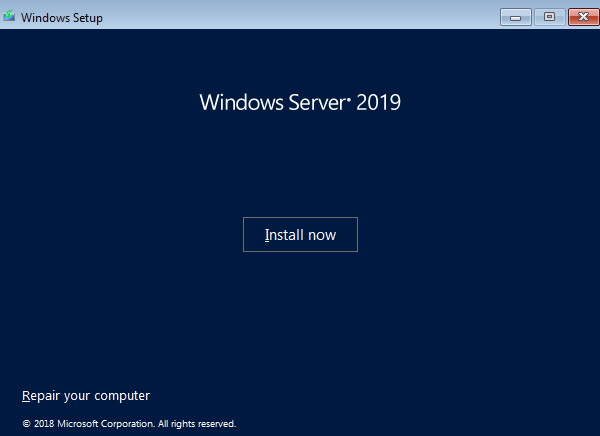 Windows Setup
Windows Server® 2019
Install now
Repair your computer
© 2018 Microsoft Corporation. All rights reserved.